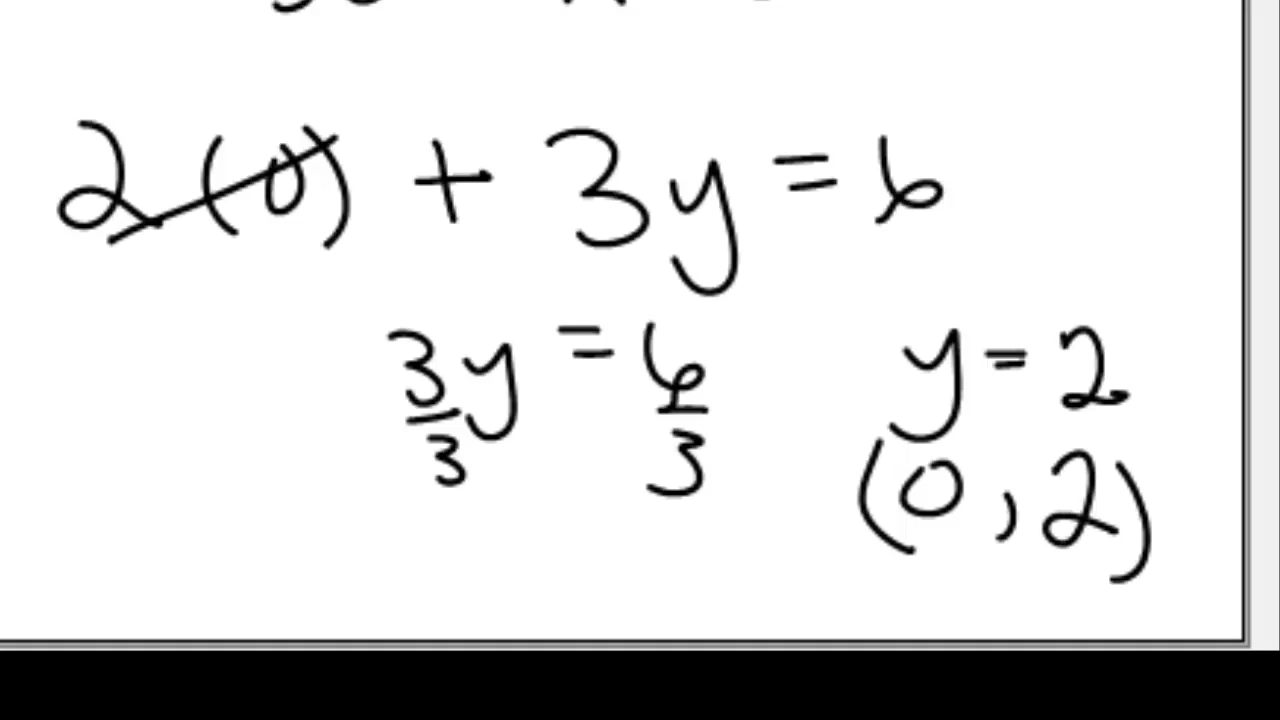 2(0) + 3y = 6
3y/3 = 6/3
y = 2
(0, 2)